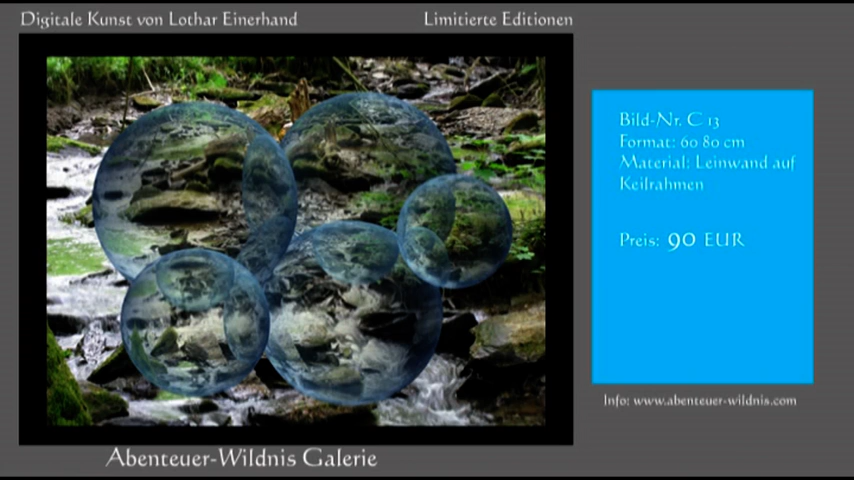 Digitale Kunst von Lothar Einerhand
Limitierte Editionen
Bild-Nr. C 13
Format: 60 80 cm
Material: Leinwand auf
Keilrahmen
Preis: 90 EUR
Info: www.abenteuer-wildnis.com
Abenteuer-Wildnis Galerie